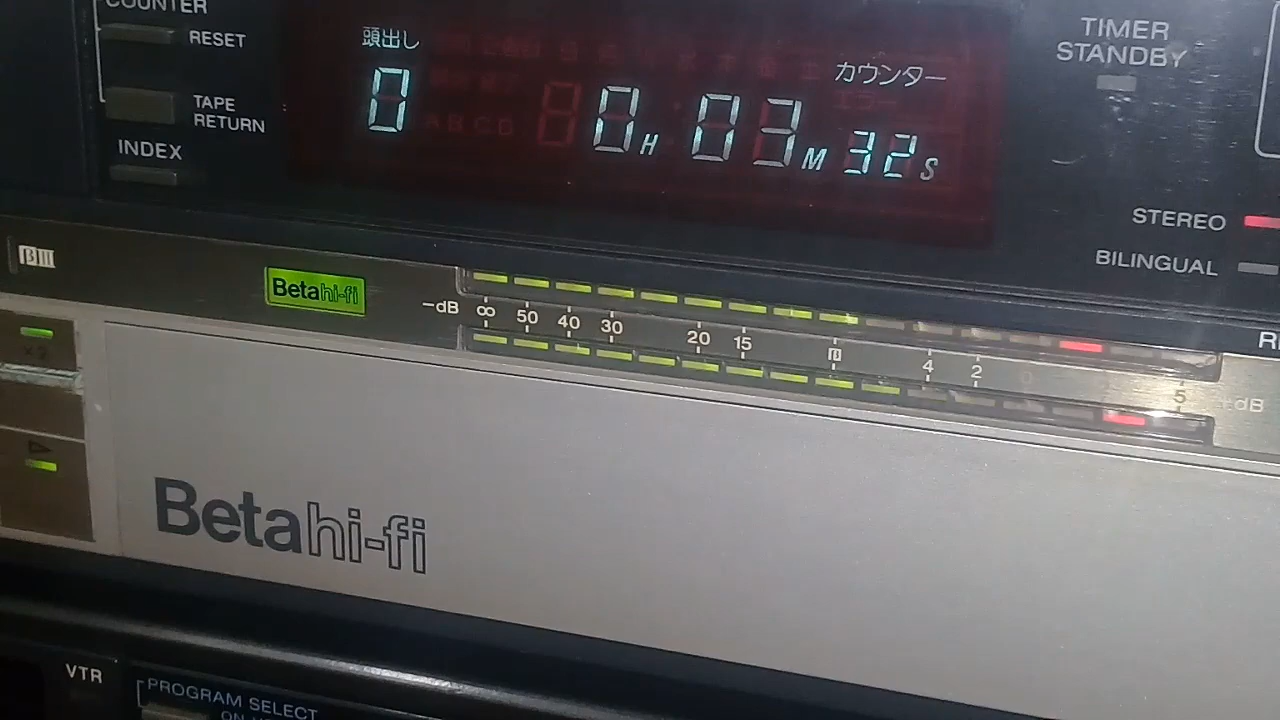 COUNTER
RESET
TAPE
RETURN
INDEX
頭出し
カウンター
0 0H 03M 32S
TIMER
STANDBY
STEREO
BILINGUAL
βIII
Betahi-fi
-dB ∞ 50 40 30 20 15 β 4 2 5 dB
×2
Betahi-fi
VTR
PROGRAM SELECT